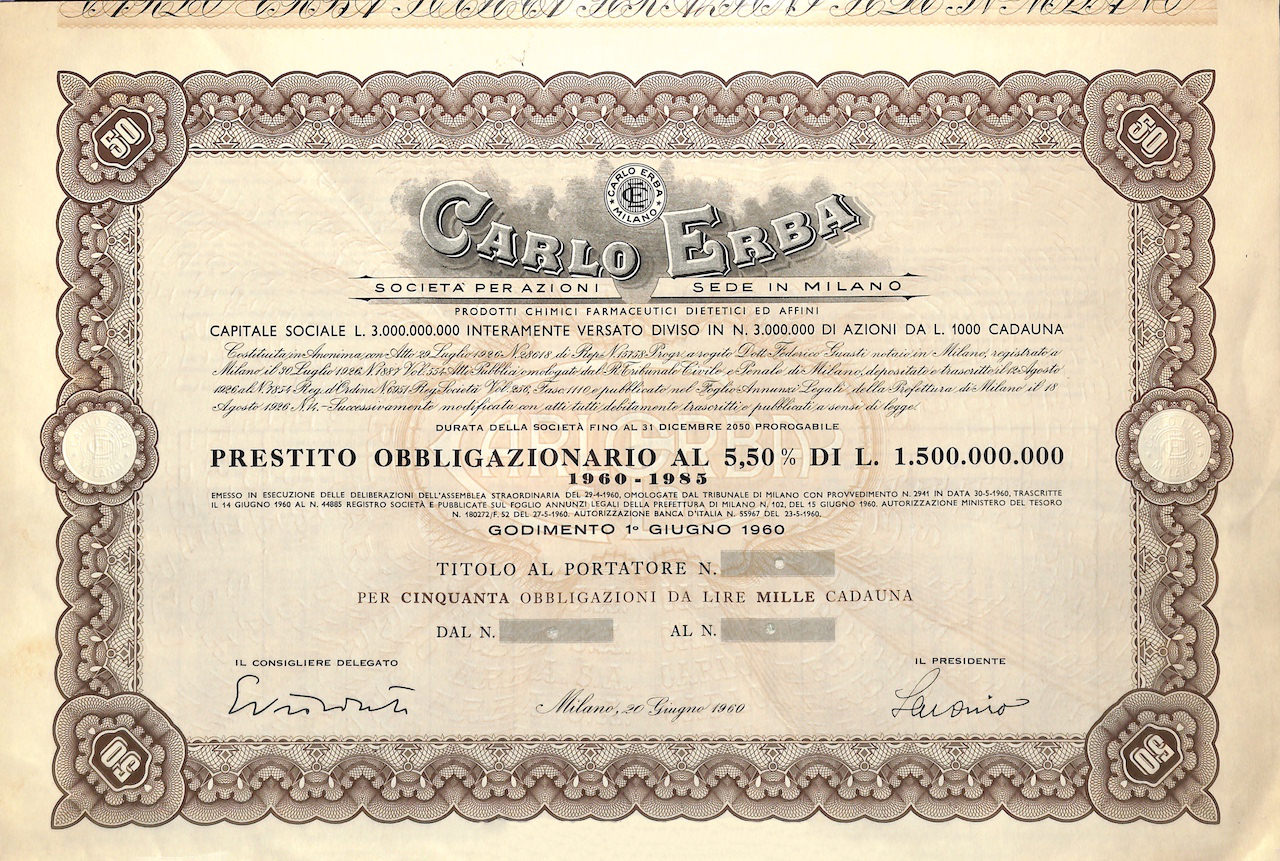 50
50
CARLO ERBA
MILANO
CE
CARLO ERBA
SOCIETÀ PER AZIONI SEDE IN MILANO
PRODOTTI CHIMICI FARMACEUTICI DIETETICI ED AFFINI
CAPITALE SOCIALE L. 3.000.000.000 INTERAMENTE VERSATO DIVISO IN N. 3.000.000 DI AZIONI DA L. 1000 CADAUNA
Costituita in Anonima con Atto 29 Luglio 1926 N. 28618 di Rep. N. 15758 Progr. a rogito Dott. Federico Guasti notaio in Milano, registrato a
Milano il 30 Luglio 1926 N. 1887 Vol. 554 Atti Pubblici omologato dal R. Tribunale Civile e Penale di Milano, depositato e trascritto il 12 Agosto
1926 al N. 3854 Reg. d'Ordine N. 6951 Reg. Società Vol. 256, Fasc. 1110 e pubblicato nel Foglio Annunzi Legali della Prefettura di Milano il 18
Agosto 1926 N. 14. - Successivamente modificata con atti tutti debitamente trascritti e pubblicati a sensi di legge.
DURATA DELLA SOCIETÀ FINO AL 31 DICEMBRE 2050 PROROGABILE
PRESTITO OBBLIGAZIONARIO AL 5,50% DI L. 1.500.000.000
1960 - 1985
EMESSO IN ESECUZIONE DELLE DELIBERAZIONI DELL'ASSEMBLEA STRAORDINARIA DEL 29-4-1960, OMOLOGATE DAL TRIBUNALE DI MILANO CON PROVVEDIMENTO N. 2941 IN DATA 30-5-1960, TRASCRITTE
IL 14 GIUGNO 1960 AL N. 44885 REGISTRO SOCIETÀ E PUBBLICATE SUL FOGLIO ANNUNZI LEGALI DELLA PREFETTURA DI MILANO N. 102, DEL 15 GIUGNO 1960. AUTORIZZAZIONE MINISTERO DEL TESORO
N. 180272/F. 52 DEL 27-5-1960. AUTORIZZAZIONE BANCA D'ITALIA N. 55967 DEL 23-5-1960.
GODIMENTO 1º GIUGNO 1960
TITOLO AL PORTATORE N.
PER CINQUANTA OBBLIGAZIONI DA LIRE MILLE CADAUNA
DAL N. AL N.
IL CONSIGLIERE DELEGATO IL PRESIDENTE
Milano, 20 Giugno 1960
50
50